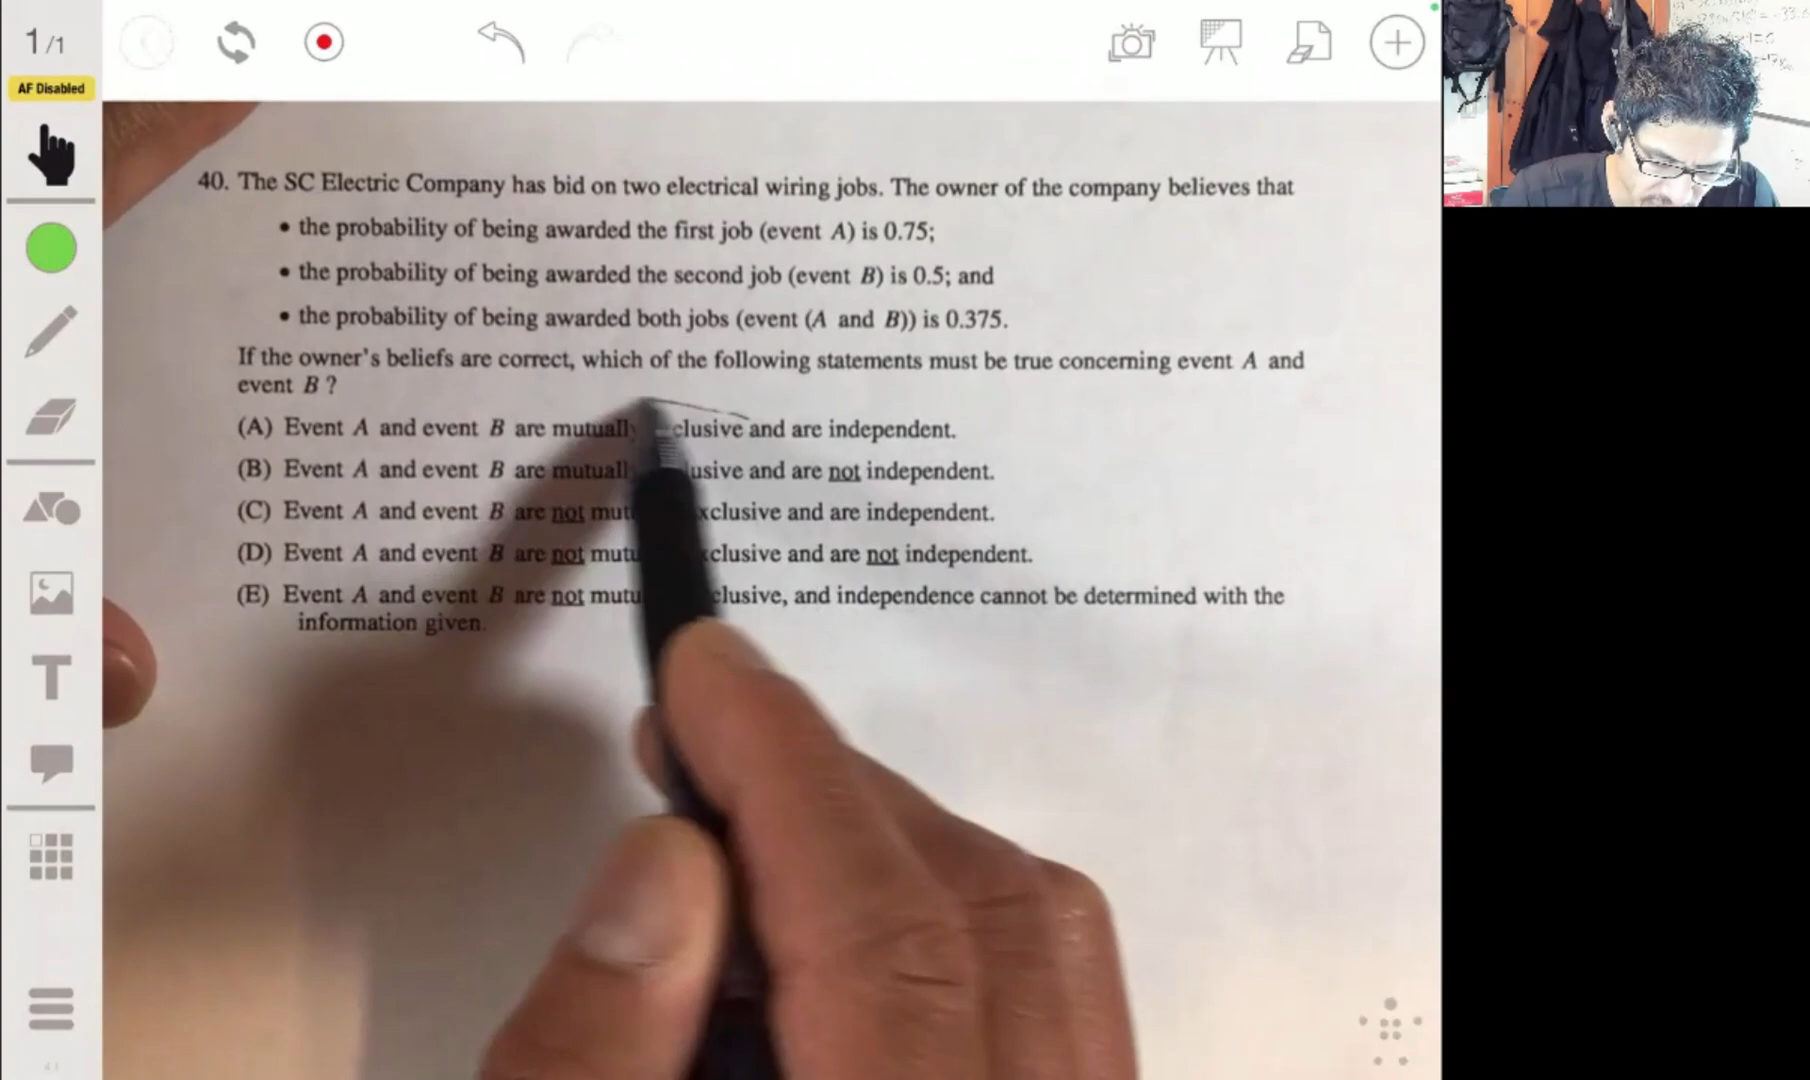 1/1
AF Disabled
T
40. The SC Electric Company has bid on two electrical wiring jobs. The owner of the company believes that
• the probability of being awarded the first job (event A) is 0.75;
• the probability of being awarded the second job (event B) is 0.5; and
• the probability of being awarded both jobs (event (A and B)) is 0.375.
If the owner's beliefs are correct, which of the following statements must be true concerning event A and
event B ?
(A) Event A and event B are mutually clusive and are independent.
(B) Event A and event B are mutuall lusive and are not independent.
(C) Event A and event B are not mut xclusive and are independent.
(D) Event A and event B are not mutu clusive and are not independent.
(E) Event A and event B are not mutu clusive, and independence cannot be determined with the
information given.